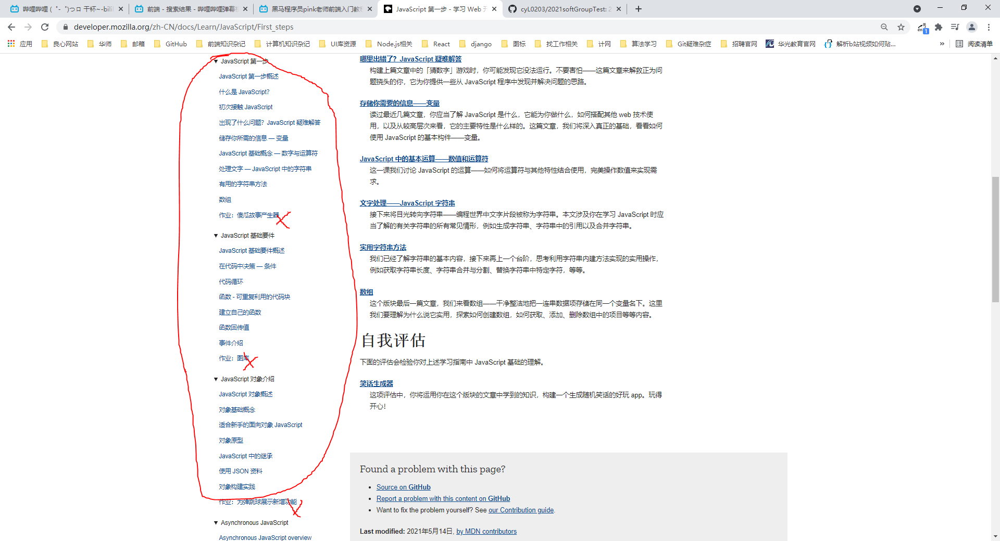 哔哩哔哩 ( ゜- ゜)つロ 干杯~-bili
前端 - 搜索结果 - 哔哩哔哩弹幕视
黑马程序员pink老师前端入门教程
JavaScript 第一步 - 学习 Web 开
cyL0203/2021softGroupTest: 2
developer.mozilla.org/zh-CN/docs/Learn/JavaScript/First_steps
应用
良心网站
华师
邮箱
GitHub
前端知识杂记
计算机知识杂记
UI库资源
Node.js相关
React
django
图标
找工作相关
计网
算法学习
Git疑难杂症
招聘官网
华光教育官网
解析b站视频如何贴...
»
阅读清单
▼ JavaScript 第一步
JavaScript 第一步概述
什么是 JavaScript?
初次接触 JavaScript
出现了什么问题? JavaScript 疑难解答
储存你所需的信息 — 变量
JavaScript 基础概念 — 数字与运算符
处理文字 — JavaScript 中的字符串
有用的字符串方法
数组
作业：傻瓜故事产生器
▼ JavaScript 基础要件
JavaScript 基础要件概述
在代码中决策 — 条件
代码循环
函数 - 可重复利用的代码块
建立自己的函数
函数回传值
事件介绍
作业：图库
▼ JavaScript 对象介绍
JavaScript 对象概述
对象基础概念
适合新手的面向对象 JavaScript
对象原型
JavaScript 中的继承
使用 JSON 资料
对象构建实践
作业：为弹跳球展示新增功能
▼ Asynchronous JavaScript
Asynchronous JavaScript overview
哪里出错了？JavaScript 疑难解答
构建上篇文章中的「猜数字」游戏时，你可能发现它没法运行。不要害怕——这篇文章来解救正为问
题挠头的你，它为你提供一些从 JavaScript 程序中发现并解决问题的思路。
存储你需要的信息——变量
读过最近几篇文章，你应当了解 JavaScript 是什么，它能为你做什么，如何搭配其他 web 技术使
用，以及从较高层次来看，它的主要特性是什么样的。这篇文章，我们将深入真正的基础，看看如何
使用 JavaScript 的基本构件——变量。
JavaScript 中的基本运算——数值和运算符
这一课我们讨论 JavaScript 的运算——如何将运算符与其他特性结合使用，完美操作数值来实现需
求。
文字处理——JavaScript 字符串
接下来将目光转向字符串——编程世界中文字片段被称为字符串。本文涉及你在学习 JavaScript 时应
当了解的有关字符串的所有常见情形，例如生成字符串、字符串中的引用以及合并字符串。
实用字符串方法
我们已经了解字符串的基本内容，接下来再上一个台阶，思考利用字符串内建方法实现的实用操作，
例如获取字符串长度、字符串合并与分割、替换字符串中特定字符，等等。
数组
这个版块最后一篇文章，我们来看数组——干净整洁地把一连串数据项存储在同一个变量名下。这里
我们要理解为什么说它实用，探索如何创建数组，如何获取、添加、删除数组中的项目等等内容。
自我评估
下面的评估会检验你对上述学习指南中 JavaScript 基础的理解。
笑话生成器
这项评估中，你将运用你在这个版块的文章中学到的知识，构建一个生成随机笑话的好玩 app。玩得
开心！
Found a problem with this page?
• Source on GitHub
• Report a problem with this content on GitHub
• Want to fix the problem yourself? See our Contribution guide.
Last modified: 2021年5月14日, by MDN contributors